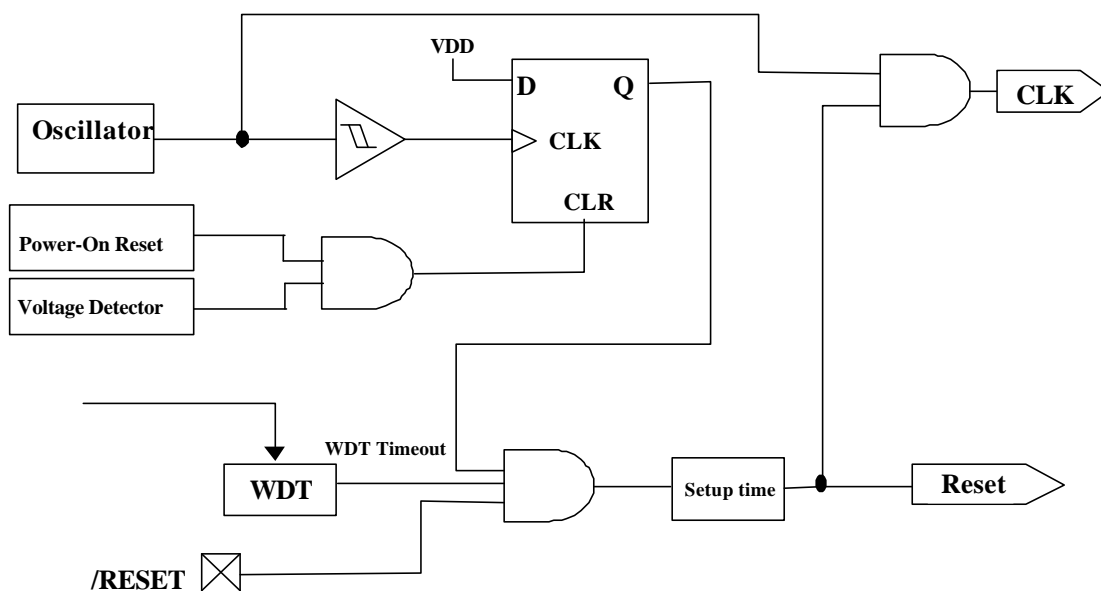 VDD
D
Q
CLK
Oscillator
CLK
CLR
Power-On Reset
Voltage Detector
WDT Timeout
WDT
Setup time
Reset
/RESET